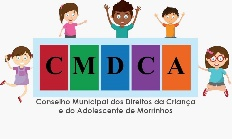 CMDCA
Conselho Municipal dos Direitos da Criança
e do Adolescente de Morrinhos